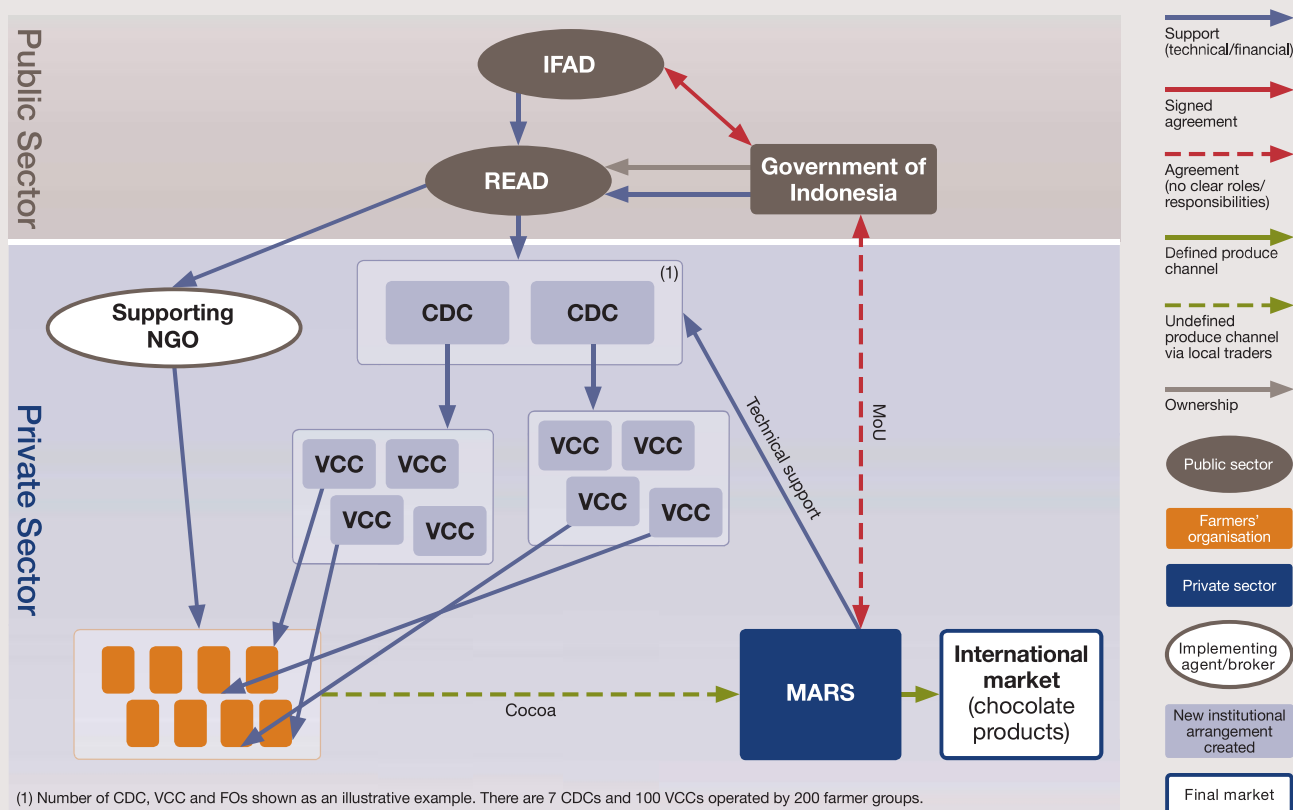 Public Sector
IFAD
READ
Government of
Indonesia
Private Sector
Supporting
NGO
(1)
CDC
CDC
VCC
VCC
VCC
VCC
VCC
VCC
VCC
VCC
Technical support
MoU
Cocoa
MARS
International
market
(chocolate
products)
(1) Number of CDC, VCC and FOs shown as an illustrative example. There are 7 CDCs and 100 VCCs operated by 200 farmer groups.
Support
(technical/financial)
Signed
agreement
Agreement
(no clear roles/
responsibilities)
Defined produce
channel
Undefined
produce channel
via local traders
Ownership
Public sector
Farmers'
organisation
Private sector
Implementing
agent/broker
New institutional
arrangement
created
Final market